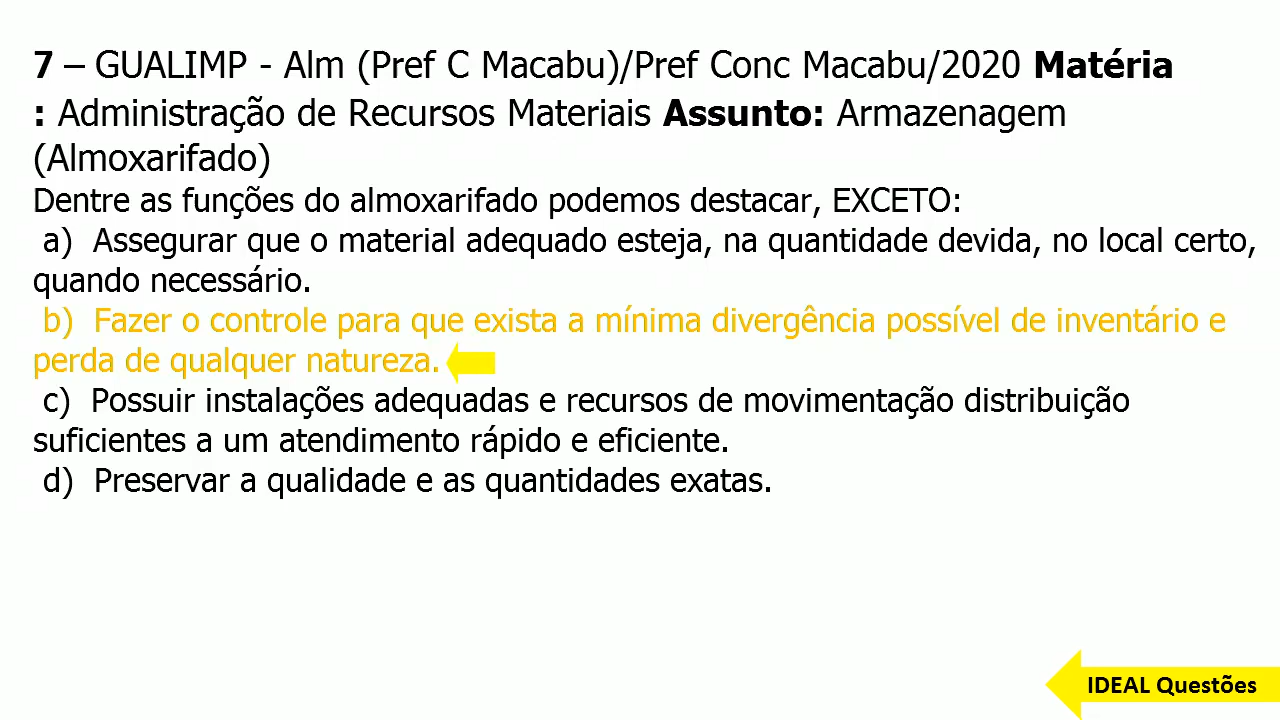 7 – GUALIMP - Alm (Pref C Macabu)/Pref Conc Macabu/2020 Matéria
: Administração de Recursos Materiais Assunto: Armazenagem
(Almoxarifado)
Dentre as funções do almoxarifado podemos destacar, EXCETO:
a) Assegurar que o material adequado esteja, na quantidade devida, no local certo,
quando necessário.
b) Fazer o controle para que exista a mínima divergência possível de inventário e
perda de qualquer natureza.
c) Possuir instalações adequadas e recursos de movimentação distribuição
suficientes a um atendimento rápido e eficiente.
d) Preservar a qualidade e as quantidades exatas.
IDEAL Questões